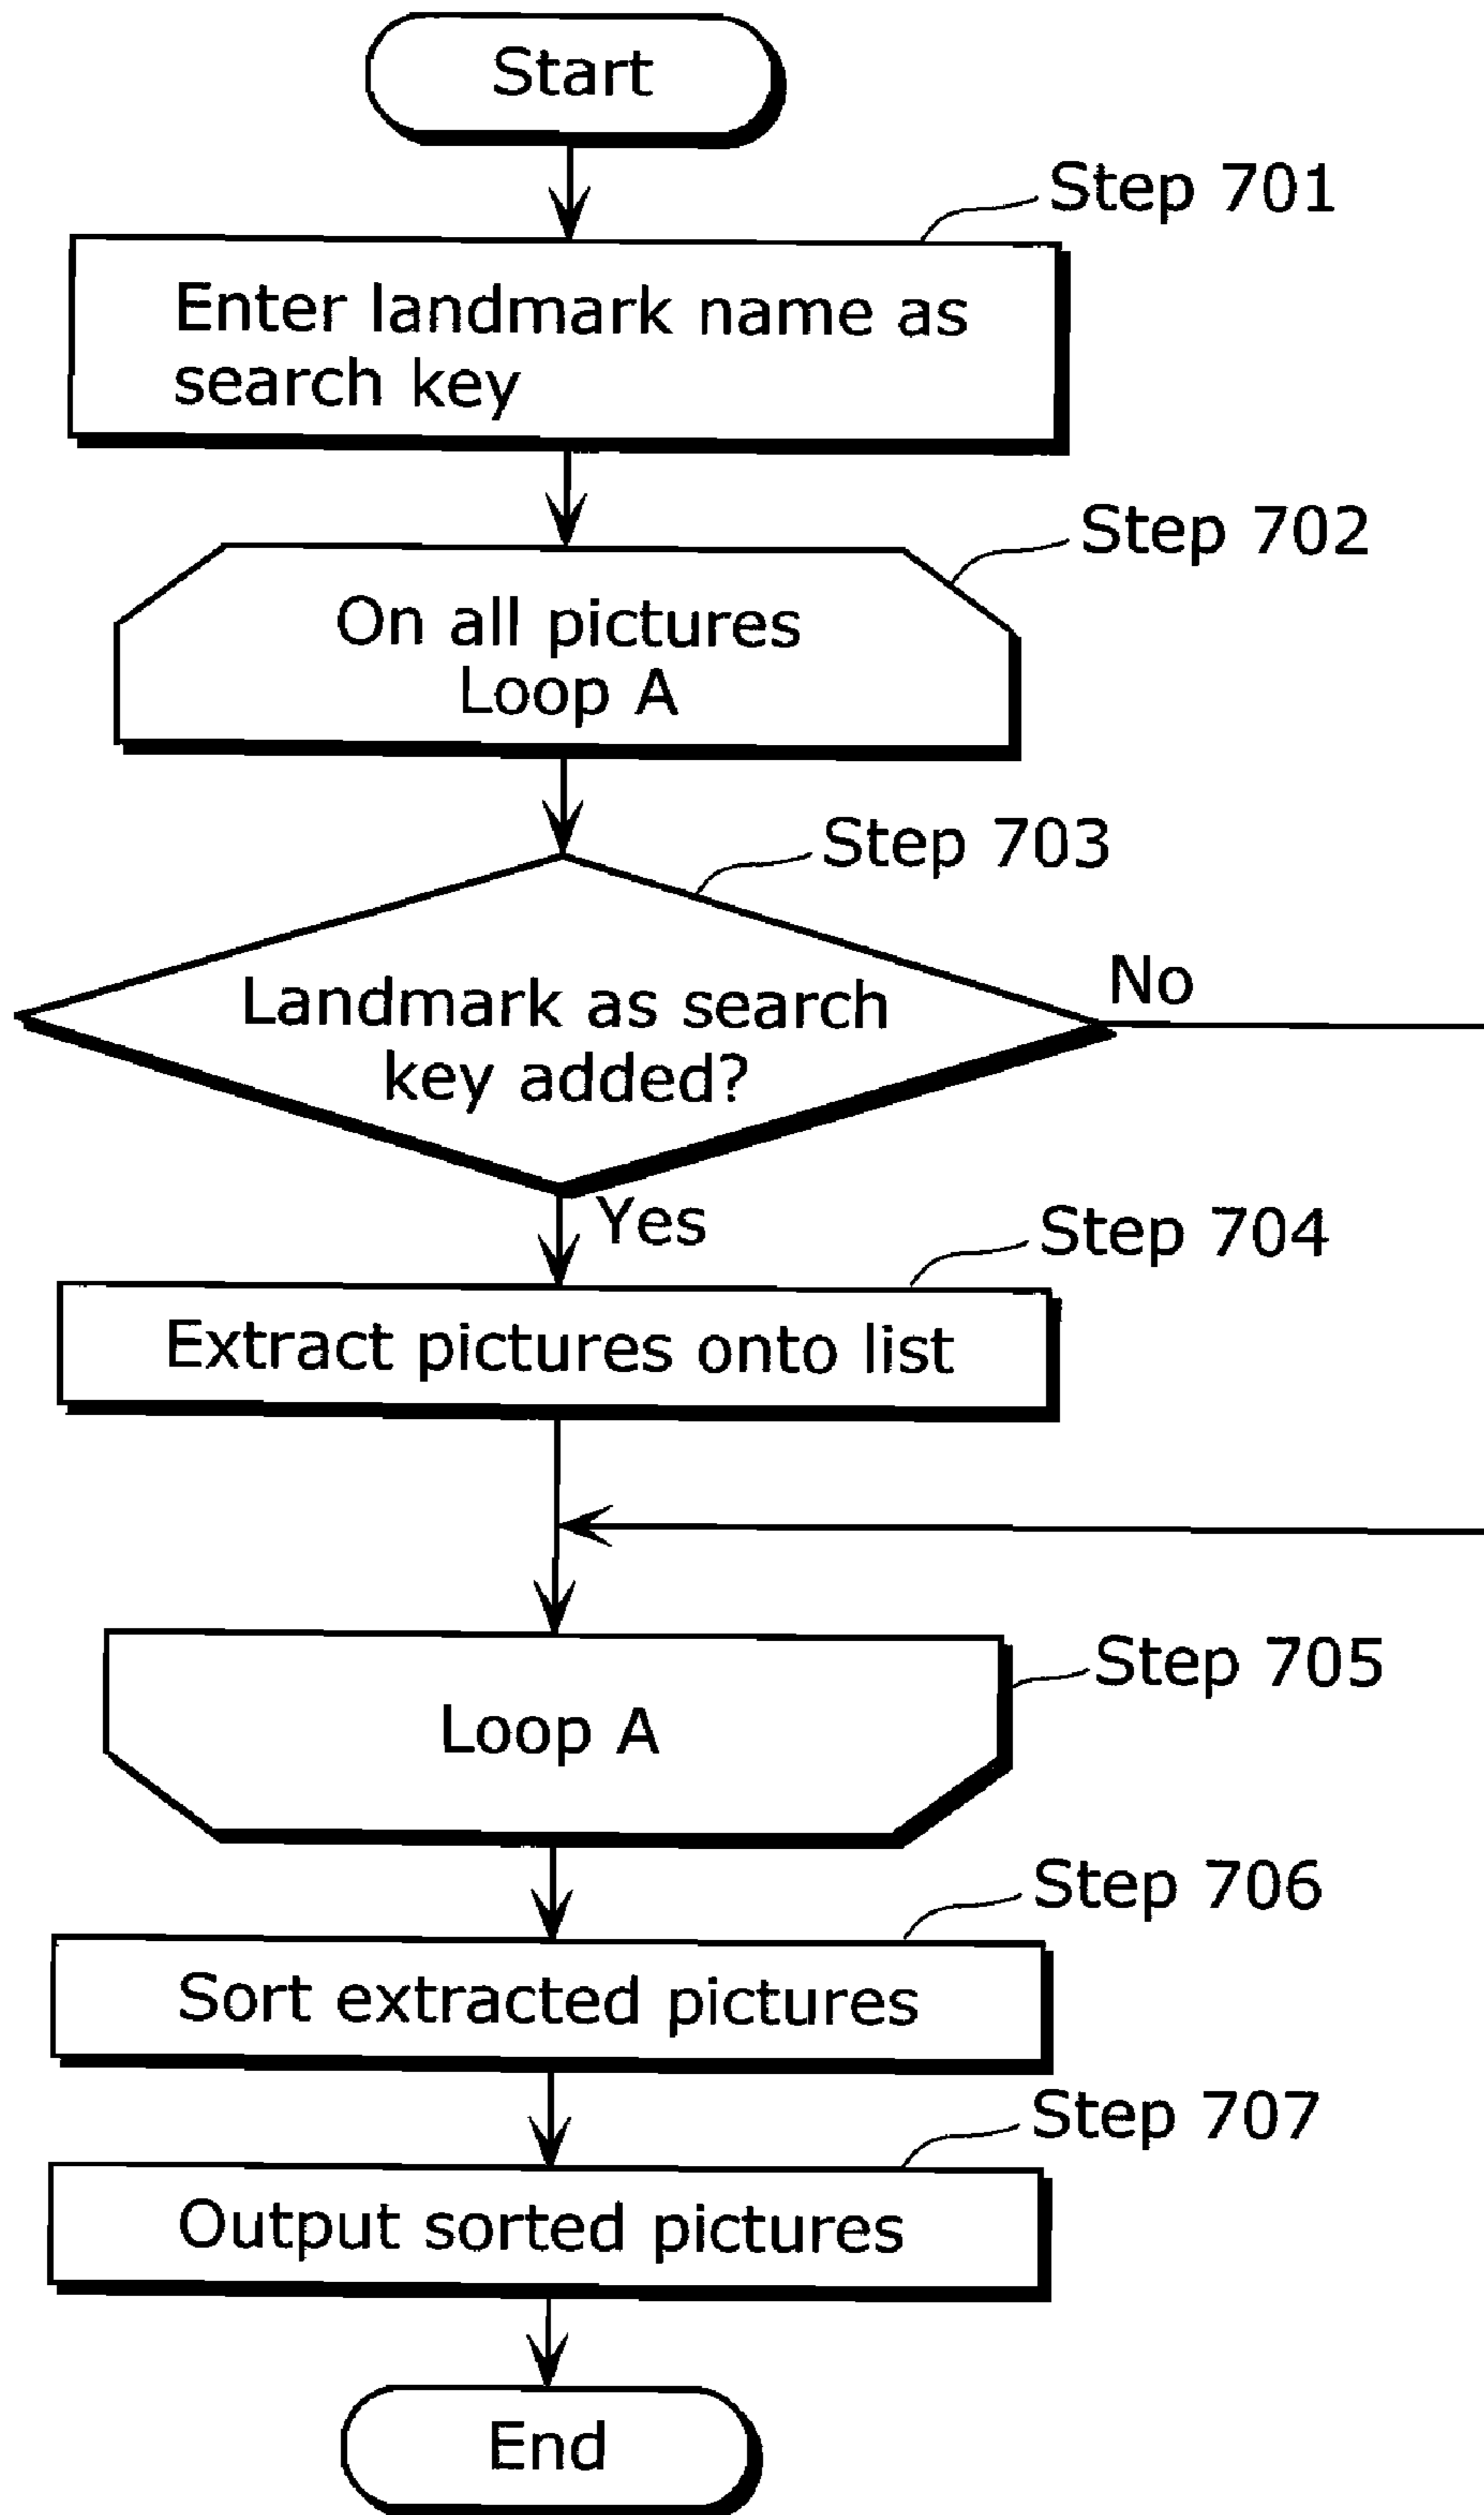 Start
Step 701
Enter landmark name as
search key
Step 702
On all pictures
Loop A
Step 703
No
Landmark as search
key added?
Yes
Step 704
Extract pictures onto list
Step 705
Loop A
Step 706
Sort extracted pictures
Step 707
Output sorted pictures
End